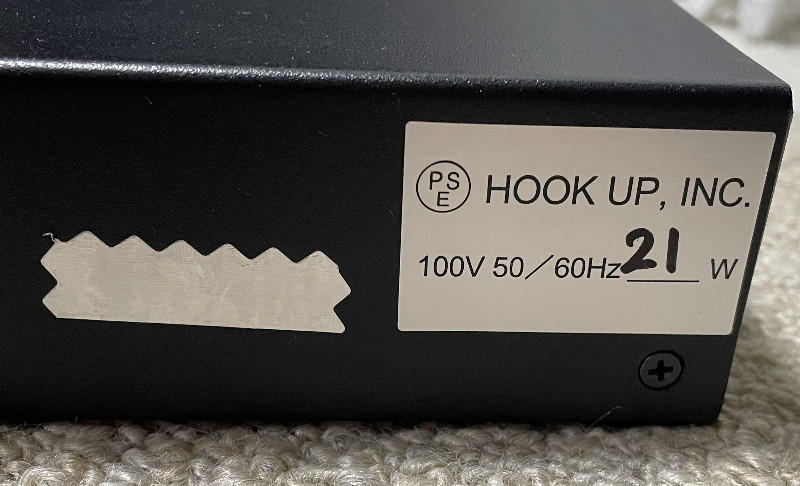 PSE HOOK UP, INC.
100V 50/60Hz 21 W